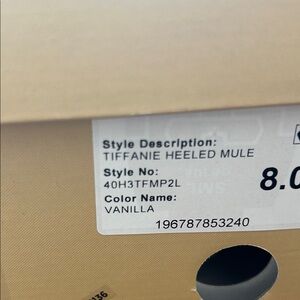 Style Description:
TIFFANIE HEELED MULE
Style No:
40H3TFMP2L
8.0
Color Name:
VANILLA
196787853240